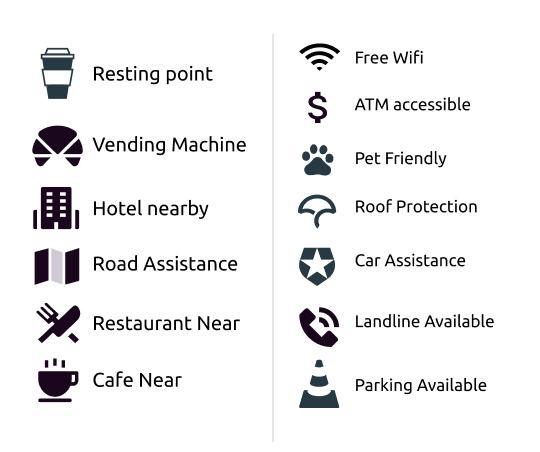 Resting point
Vending Machine
Hotel nearby
Road Assistance
Restaurant Near
Cafe Near
Free Wifi
ATM accessible
Pet Friendly
Roof Protection
Car Assistance
Landline Available
Parking Available